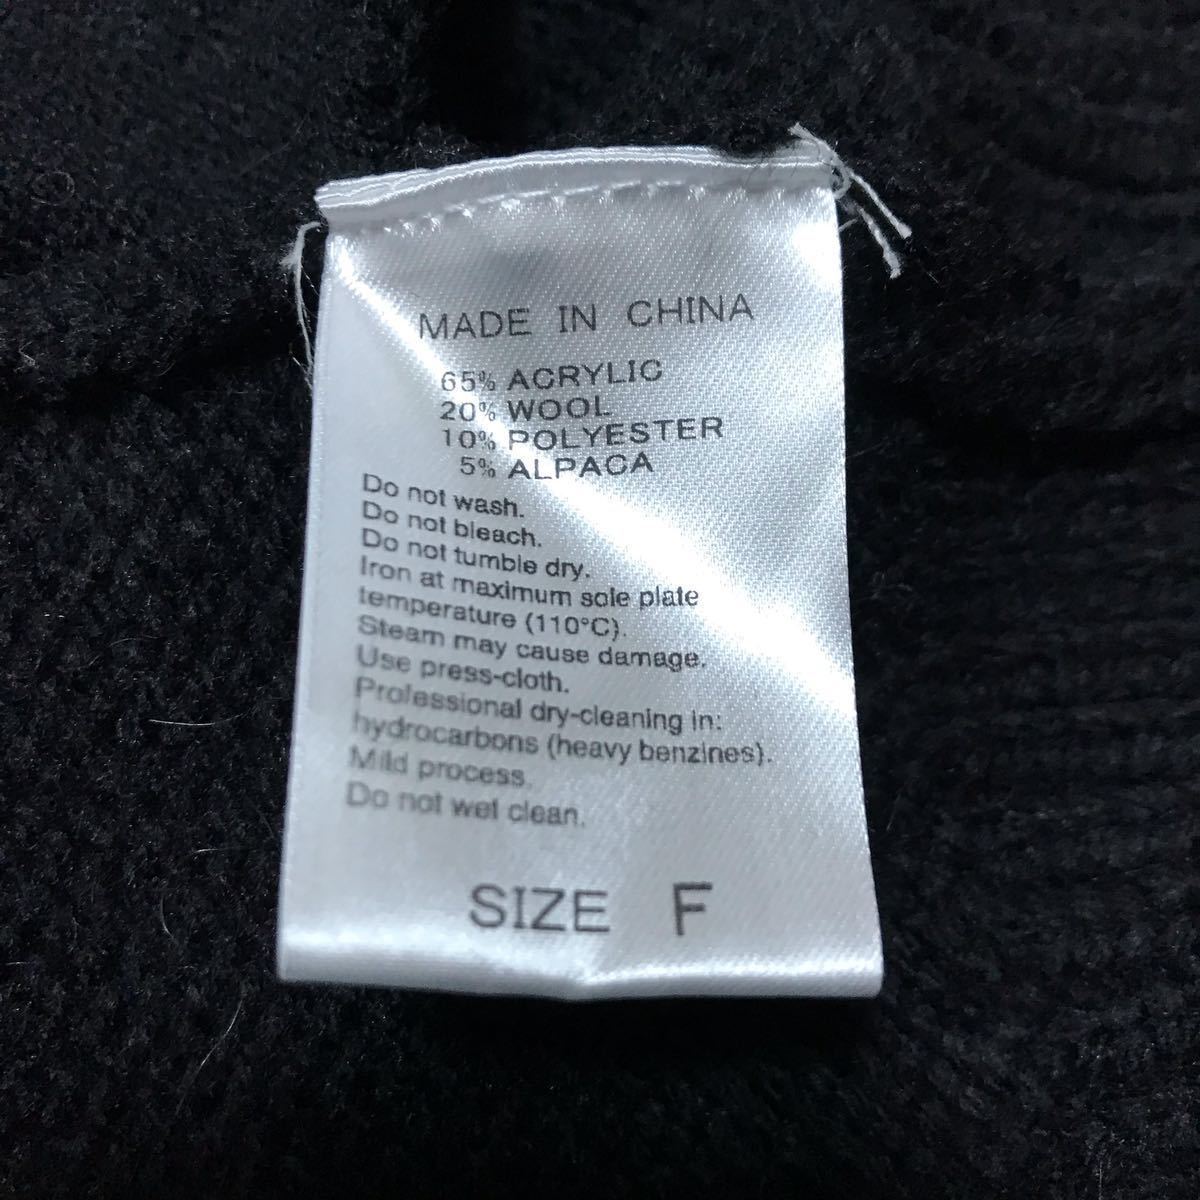 MADE IN CHINA
65% ACRYLIC
20% WOOL
10% POLYESTER
5% ALPACA
Do not wash.
Do not bleach.
Do not tumble dry.
Iron at maximum sole plate
temperature (110°C).
Steam may cause damage.
Use press-cloth.
Professional dry-cleaning in:
hydrocarbons (heavy benzines).
Mild process.
Do not wet clean.
SIZE F